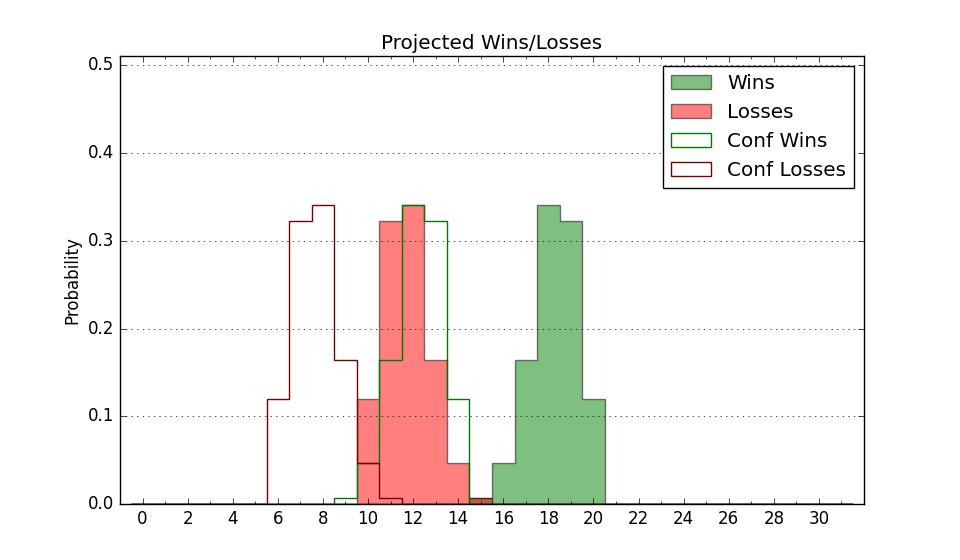 Projected Wins/Losses
Wins
Losses
Conf Wins
Conf Losses
Probability
0.5
0.4
0.3
0.2
0.1
0.0
0 2 4 6 8 10 12 14 16 18 20 22 24 26 28 30